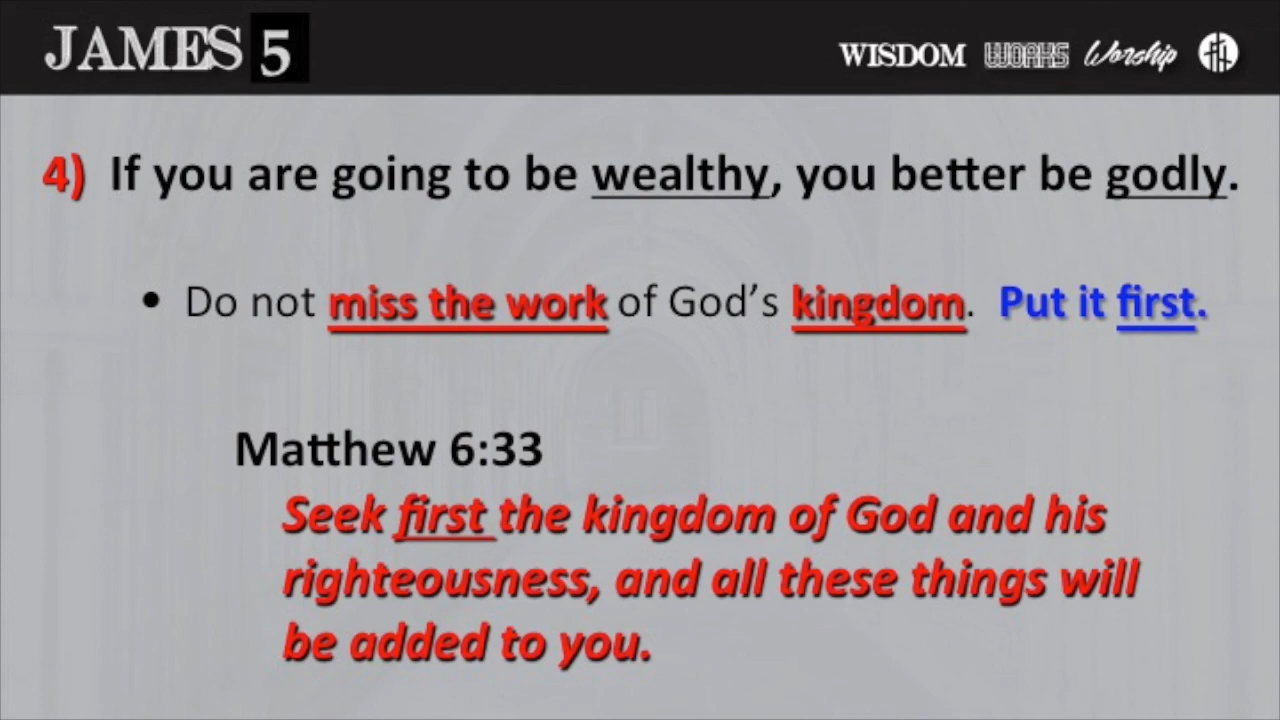 JAMES 5
WISDOM WORKS Worship
4) If you are going to be wealthy, you better be godly.
• Do not miss the work of God’s kingdom. Put it first.
Matthew 6:33
Seek first the kingdom of God and his
righteousness, and all these things will
be added to you.